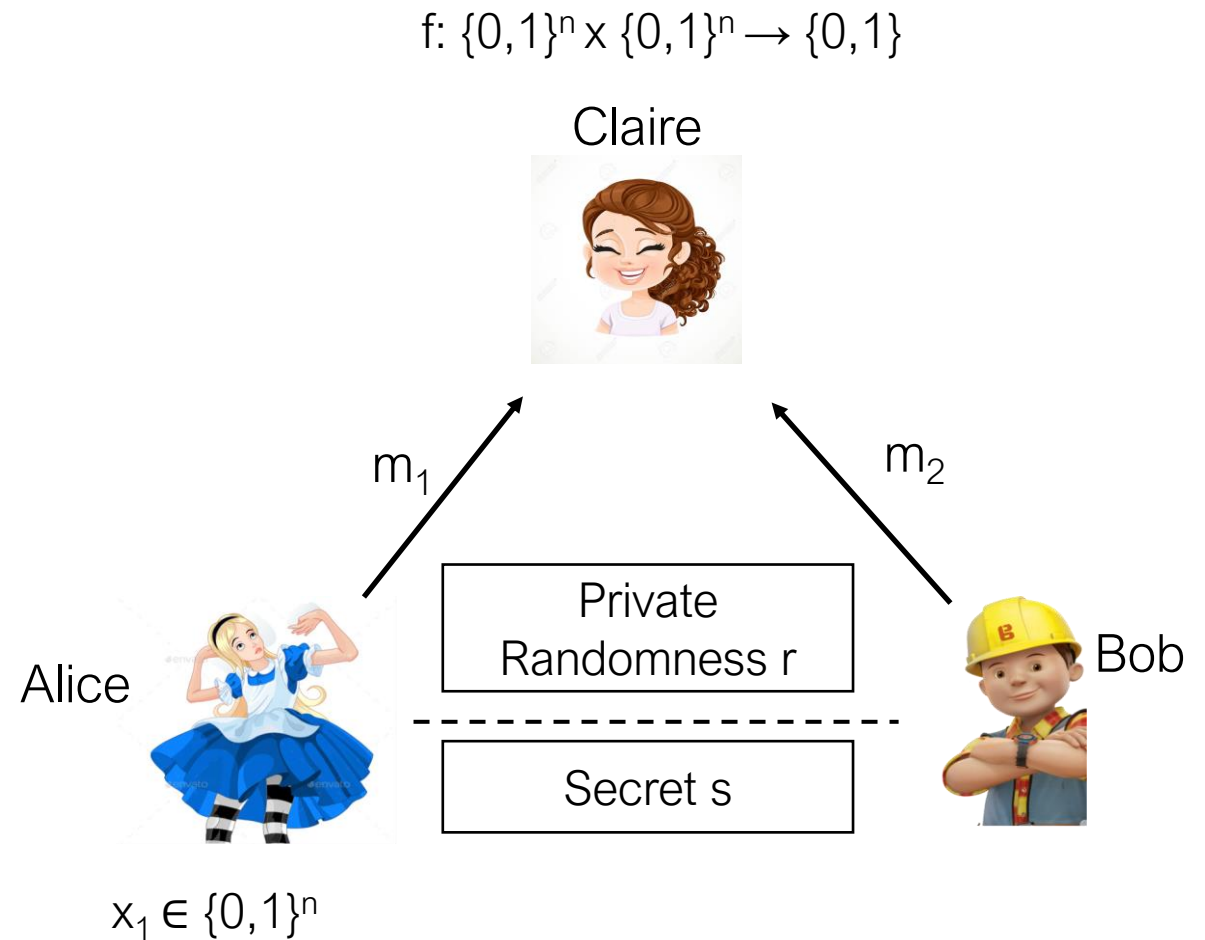 f: {0,1}ⁿ x {0,1}ⁿ → {0,1}
Claire
m₁
m₂
Private
Randomness r
Alice
Bob
Secret s
x₁ ∈ {0,1}ⁿ